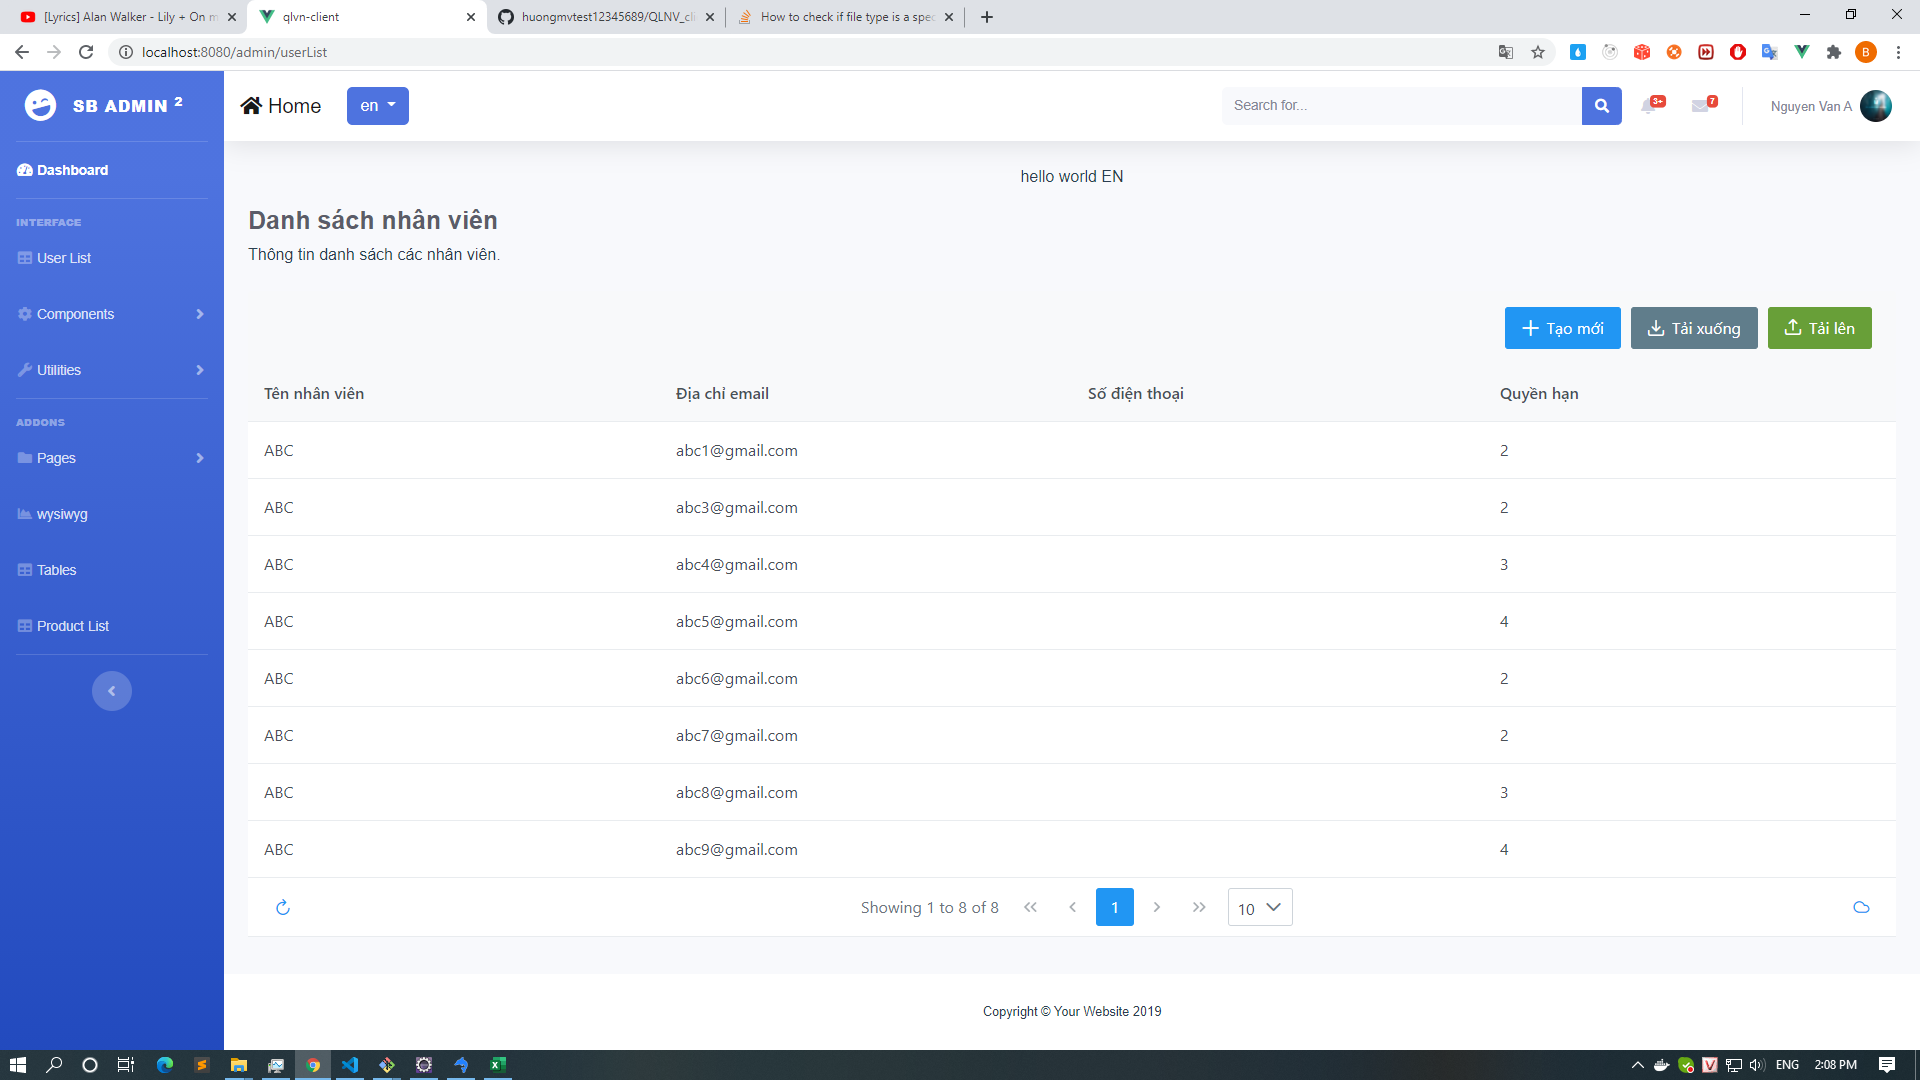 [Lyrics] Alan Walker - Lily + On m
qlvn-client
huongmvtest12345689/QLNV_cli
How to check if file type is a spec
localhost:8080/admin/userList
B
SB ADMIN 2
Home
en
Search for...
3+
7
Nguyen Van A
Dashboard
INTERFACE
User List
Components
Utilities
ADDONS
Pages
wysiwyg
Tables
Product List
hello world EN
Danh sách nhân viên
Thông tin danh sách các nhân viên.
Tạo mới
Tải xuống
Tải lên
Tên nhân viên Địa chỉ email Số điện thoại Quyền hạn
ABC abc1@gmail.com 2
ABC abc3@gmail.com 2
ABC abc4@gmail.com 3
ABC abc5@gmail.com 4
ABC abc6@gmail.com 2
ABC abc7@gmail.com 2
ABC abc8@gmail.com 3
ABC abc9@gmail.com 4
Showing 1 to 8 of 8
1
10
Copyright © Your Website 2019
ENG
2:08 PM